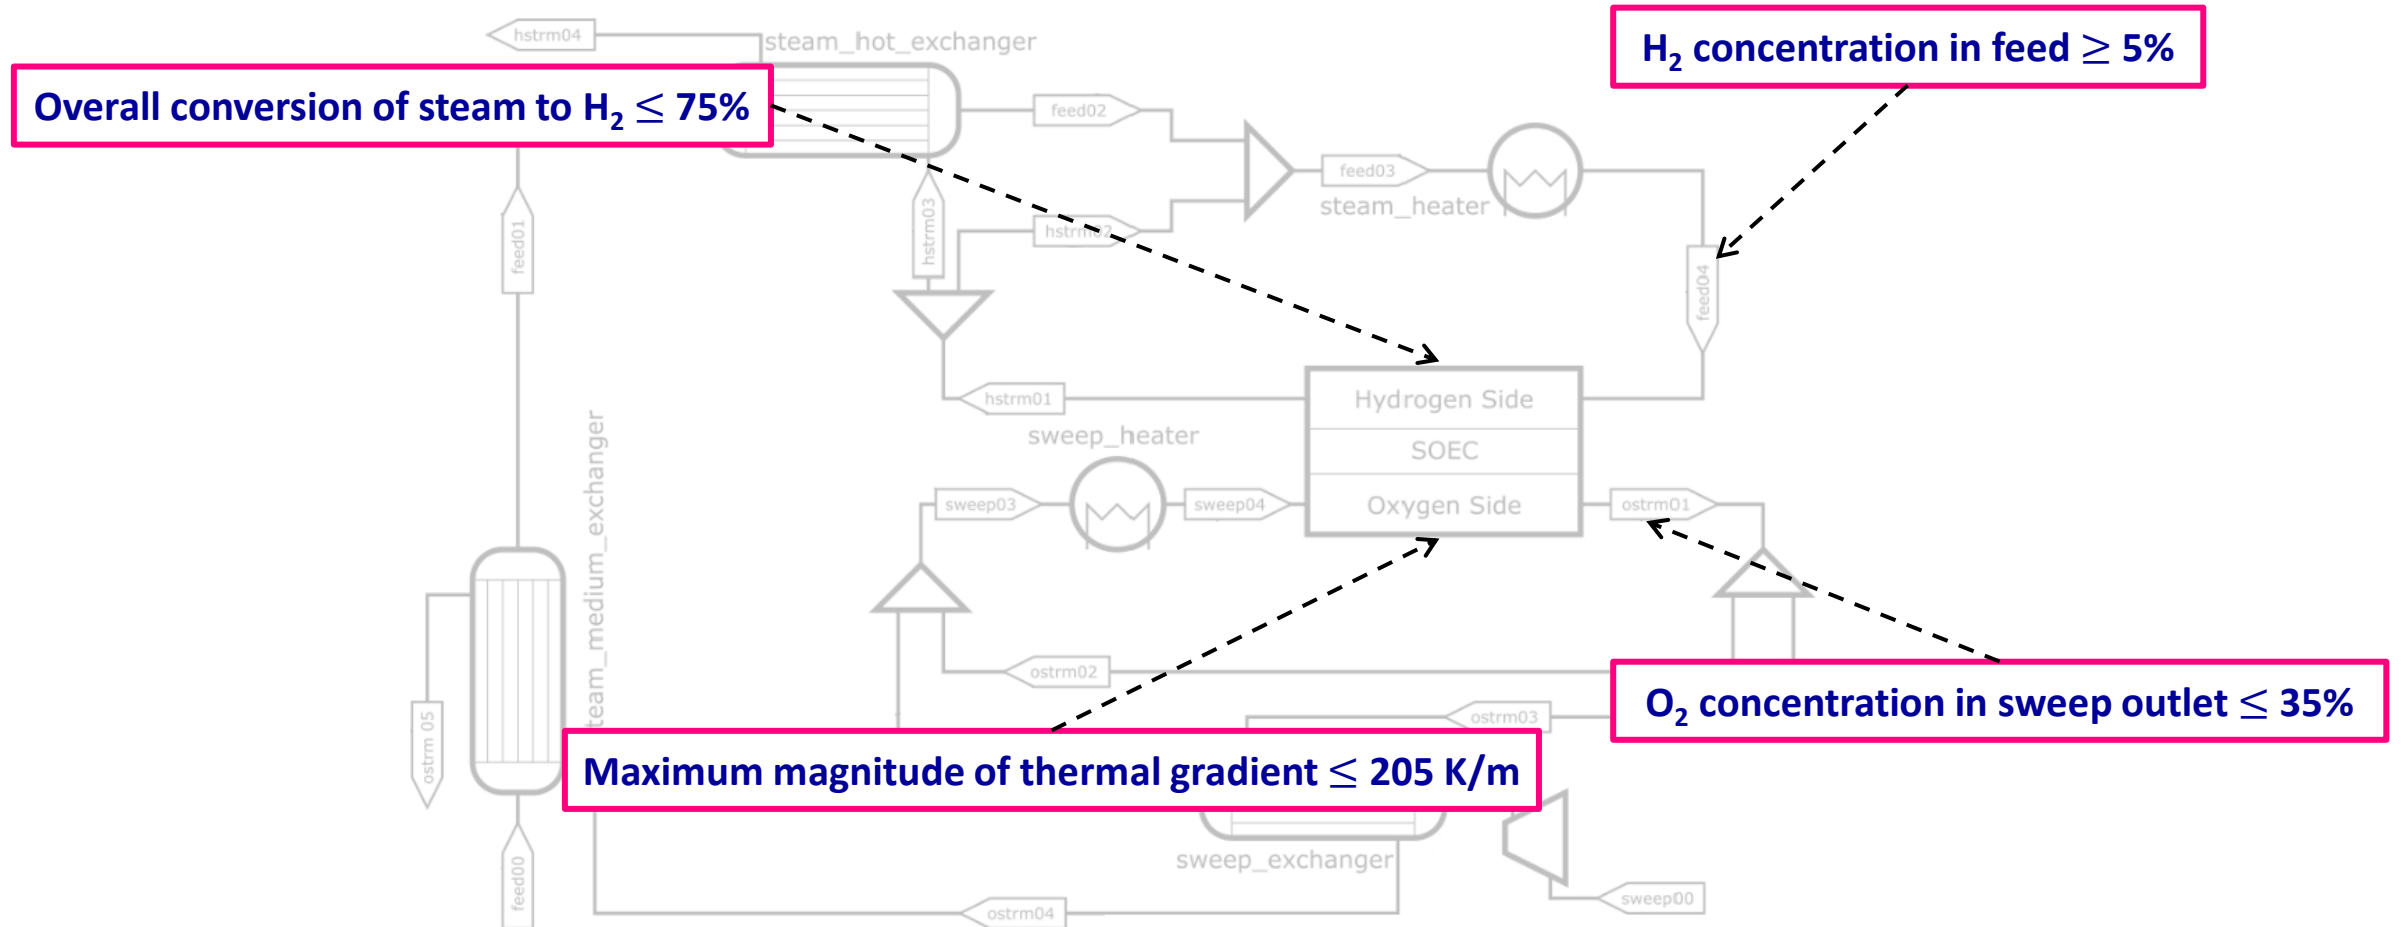 hstrm04
steam_hot_exchanger
H₂ concentration in feed ≥ 5%
Overall conversion of steam to H₂ ≤ 75%
feed02
feed03
steam_heater
hstrm03
hstrm02
feed01
feed04
hstrm01
Hydrogen Side
sweep_heater
SOEC
sweep03
sweep04
Oxygen Side
ostrm01
team_medium_exchanger
ostrm02
ostrm03
O₂ concentration in sweep outlet ≤ 35%
ostrm 05
Maximum magnitude of thermal gradient ≤ 205 K/m
sweep_exchanger
feed00
ostrm04
sweep00